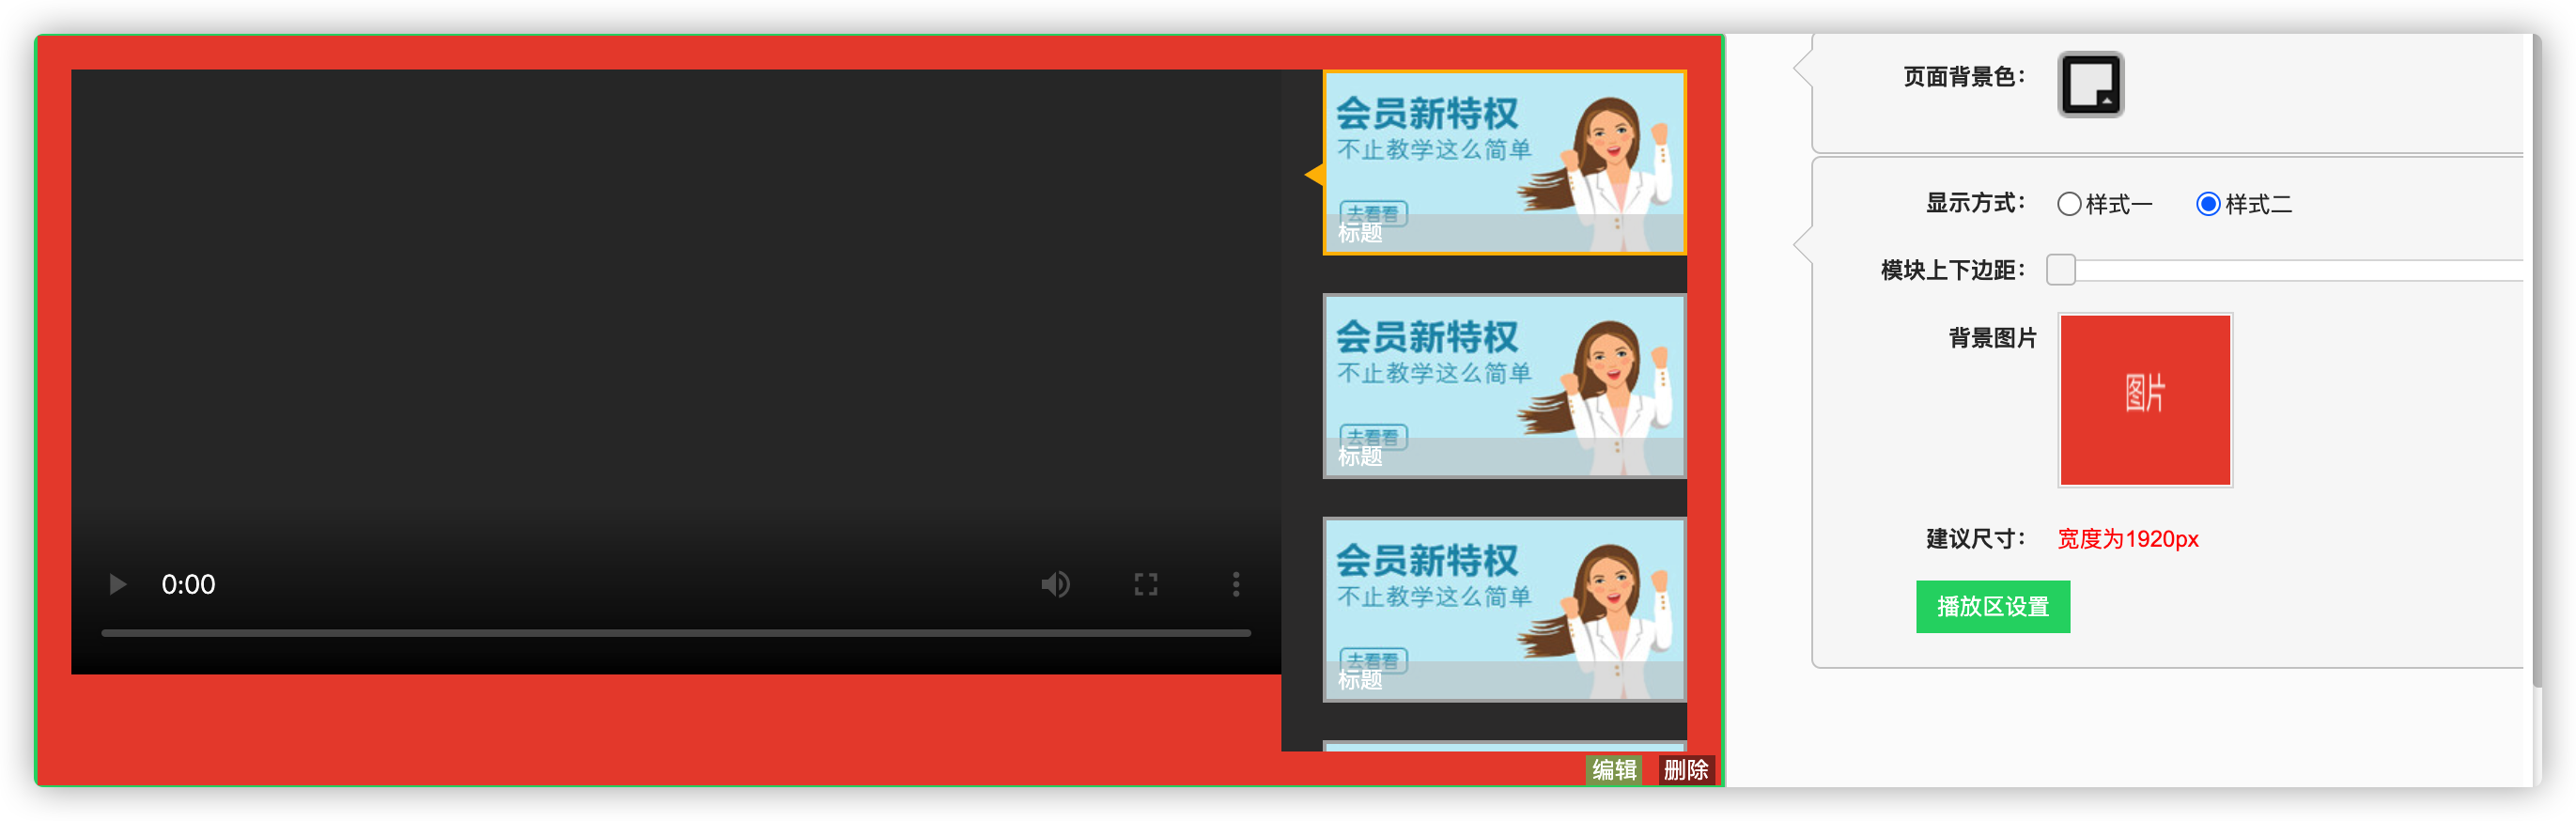 会员新特权
不止教学这么简单
去看看
标题
会员新特权
不止教学这么简单
去看看
标题
会员新特权
不止教学这么简单
去看看
标题
0:00
编辑 删除
页面背景色：
显示方式： 样式一 样式二
模块上下边距：
背景图片
图片
建议尺寸： 宽度为1920px
播放区设置